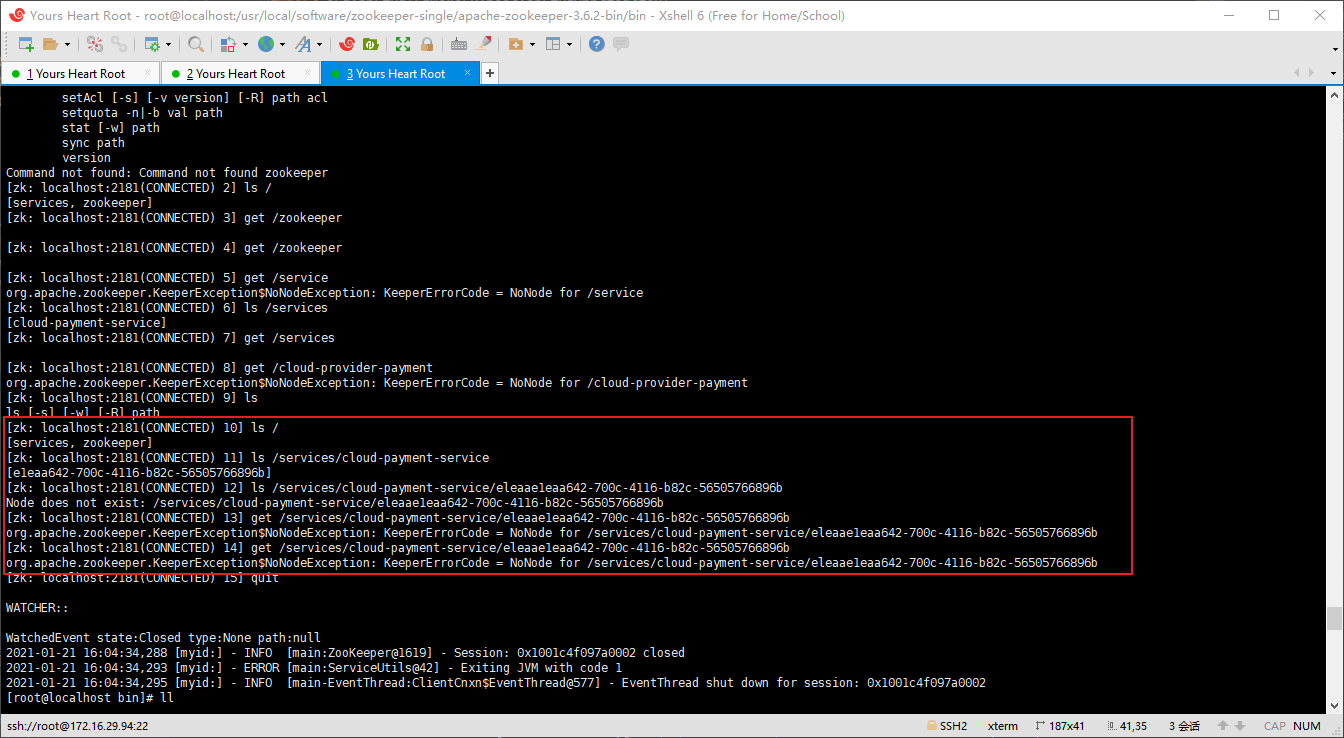 Yours Heart Root - root@localhost:/usr/local/software/zookeeper-single/apache-zookeeper-3.6.2-bin/bin - Xshell 6 (Free for Home/School)
1 Yours Heart Root
2 Yours Heart Root
3 Yours Heart Root
setAcl [-s] [-v version] [-R] path acl
setquota -n|-b val path
stat [-w] path
sync path
version
Command not found: Command not found zookeeper
[zk: localhost:2181(CONNECTED) 2] ls /
[services, zookeeper]
[zk: localhost:2181(CONNECTED) 3] get /zookeeper
[zk: localhost:2181(CONNECTED) 4] get /zookeeper
[zk: localhost:2181(CONNECTED) 5] get /service
org.apache.zookeeper.KeeperException$NoNodeException: KeeperErrorCode = NoNode for /service
[zk: localhost:2181(CONNECTED) 6] ls /services
[cloud-payment-service]
[zk: localhost:2181(CONNECTED) 7] get /services
[zk: localhost:2181(CONNECTED) 8] get /cloud-provider-payment
org.apache.zookeeper.KeeperException$NoNodeException: KeeperErrorCode = NoNode for /cloud-provider-payment
[zk: localhost:2181(CONNECTED) 9] ls
ls [-s] [-w] [-R] path
[zk: localhost:2181(CONNECTED) 10] ls /
[services, zookeeper]
[zk: localhost:2181(CONNECTED) 11] ls /services/cloud-payment-service
[e1eaa642-700c-4116-b82c-56505766896b]
[zk: localhost:2181(CONNECTED) 12] ls /services/cloud-payment-service/eleaae1eaa642-700c-4116-b82c-56505766896b
Node does not exist: /services/cloud-payment-service/eleaae1eaa642-700c-4116-b82c-56505766896b
[zk: localhost:2181(CONNECTED) 13] get /services/cloud-payment-service/eleaae1eaa642-700c-4116-b82c-56505766896b
org.apache.zookeeper.KeeperException$NoNodeException: KeeperErrorCode = NoNode for /services/cloud-payment-service/eleaae1eaa642-700c-4116-b82c-56505766896b
[zk: localhost:2181(CONNECTED) 14] get /services/cloud-payment-service/eleaae1eaa642-700c-4116-b82c-56505766896b
org.apache.zookeeper.KeeperException$NoNodeException: KeeperErrorCode = NoNode for /services/cloud-payment-service/eleaae1eaa642-700c-4116-b82c-56505766896b
[zk: localhost:2181(CONNECTED) 15] quit
WATCHER::
WatchedEvent state:Closed type:None path:null
2021-01-21 16:04:34,288 [myid:] - INFO  [main:ZooKeeper@1619] - Session: 0x1001c4f097a0002 closed
2021-01-21 16:04:34,293 [myid:] - ERROR [main:ServiceUtils@42] - Exiting JVM with code 1
2021-01-21 16:04:34,295 [myid:] - INFO  [main-EventThread:ClientCnxn$EventThread@577] - EventThread shut down for session: 0x1001c4f097a0002
[root@localhost bin]# ll
ssh://root@172.16.29.94:22
SSH2
xterm
187x41
41,35
3 会话
CAP
NUM